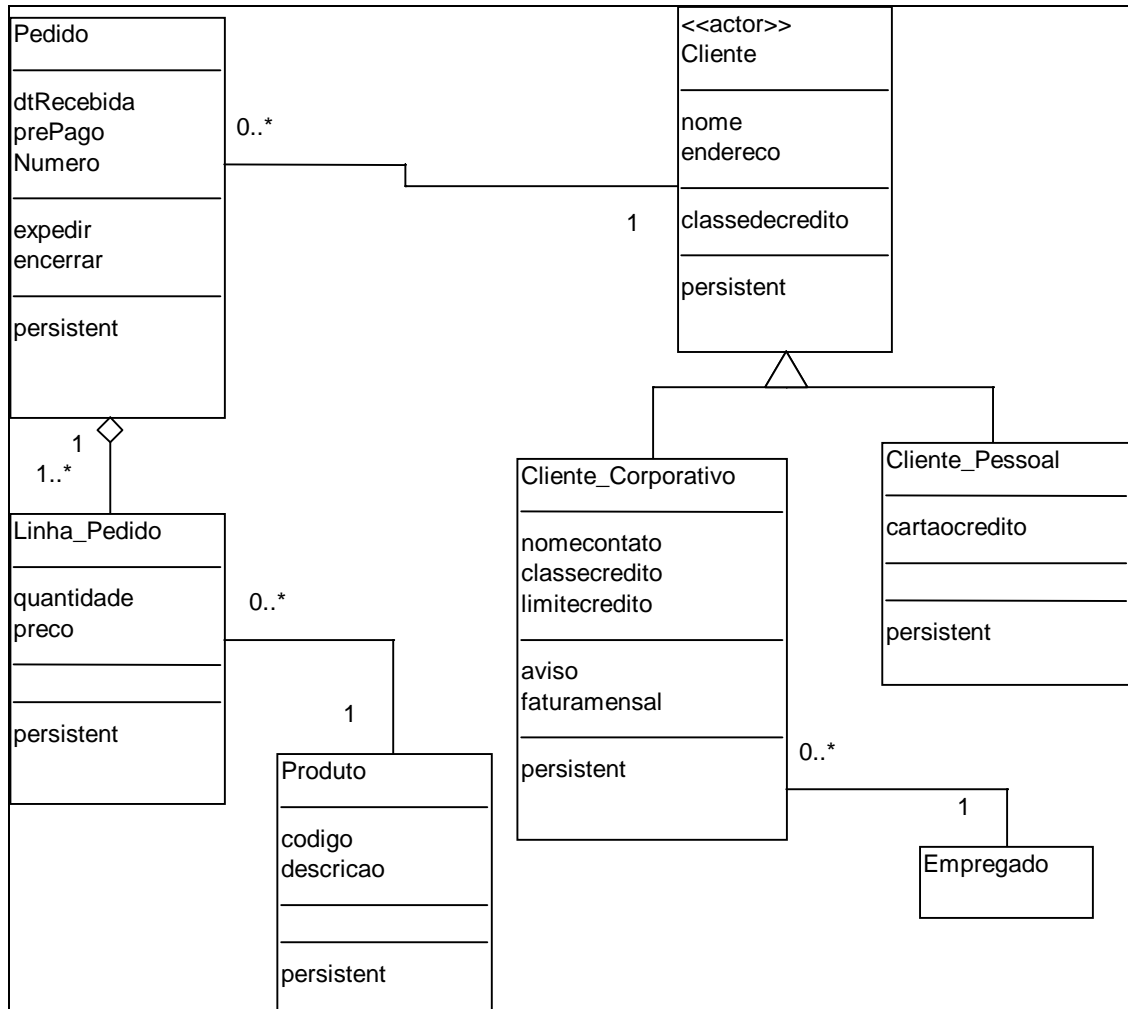 Pedido
dtRecebida
prePago
Numero
expedir
encerrar
persistent
0..*
1
<<actor>>
Cliente
nome
endereco
classedecredito
persistent
1
1..*
Linha_Pedido
quantidade
preco
persistent
0..*
1
Produto
codigo
descricao
persistent
Cliente_Corporativo
nomecontato
classecredito
limitecredito
aviso
faturamensal
persistent
Cliente_Pessoal
cartaocredito
persistent
0..*
1
Empregado